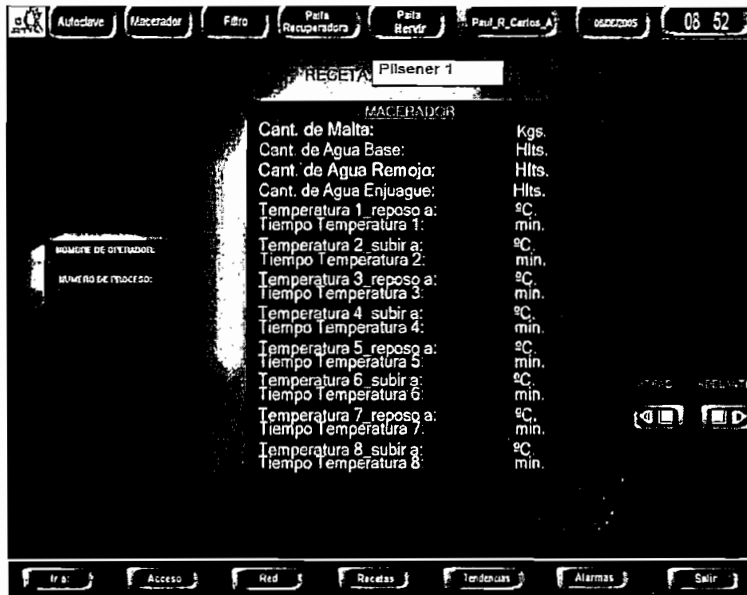 Autoclave
Macerador
Filtro
Paila
Recuperadora
Paila
Hervir
Paul_R_Carlos_A
08 52
RECETA:
Pilsener 1
MACERADOR
Cant. de Malta: Kgs.
Cant. de Agua Base: Hlts.
Cant. de Agua Remojo: Hlts.
Cant. de Agua Enjuague: Hlts.
Temperatura 1_reposo a: ºC.
Tiempo Temperatura 1: min.
Temperatura 2_subir a: ºC.
Tiempo Temperatura 2: min.
Temperatura 3_reposo a: ºC.
Tiempo Temperatura 3: min.
Temperatura 4_subir a: ºC.
Tiempo Temperatura 4: min.
Temperatura 5_reposo a: ºC.
Tiempo Temperatura 5: min.
Temperatura 6_subir a: ºC.
Tiempo Temperatura 6: min.
Temperatura 7_reposo a: ºC.
Tiempo Temperatura 7: min.
Temperatura 8_subir a: ºC.
Tiempo Temperatura 8: min.
NOMBRE DE OPERADOR:
NUMERO DE PROCESO:
Ir a:
Acceso
Red
Recetas
Tendencias
Alarmas
Salir